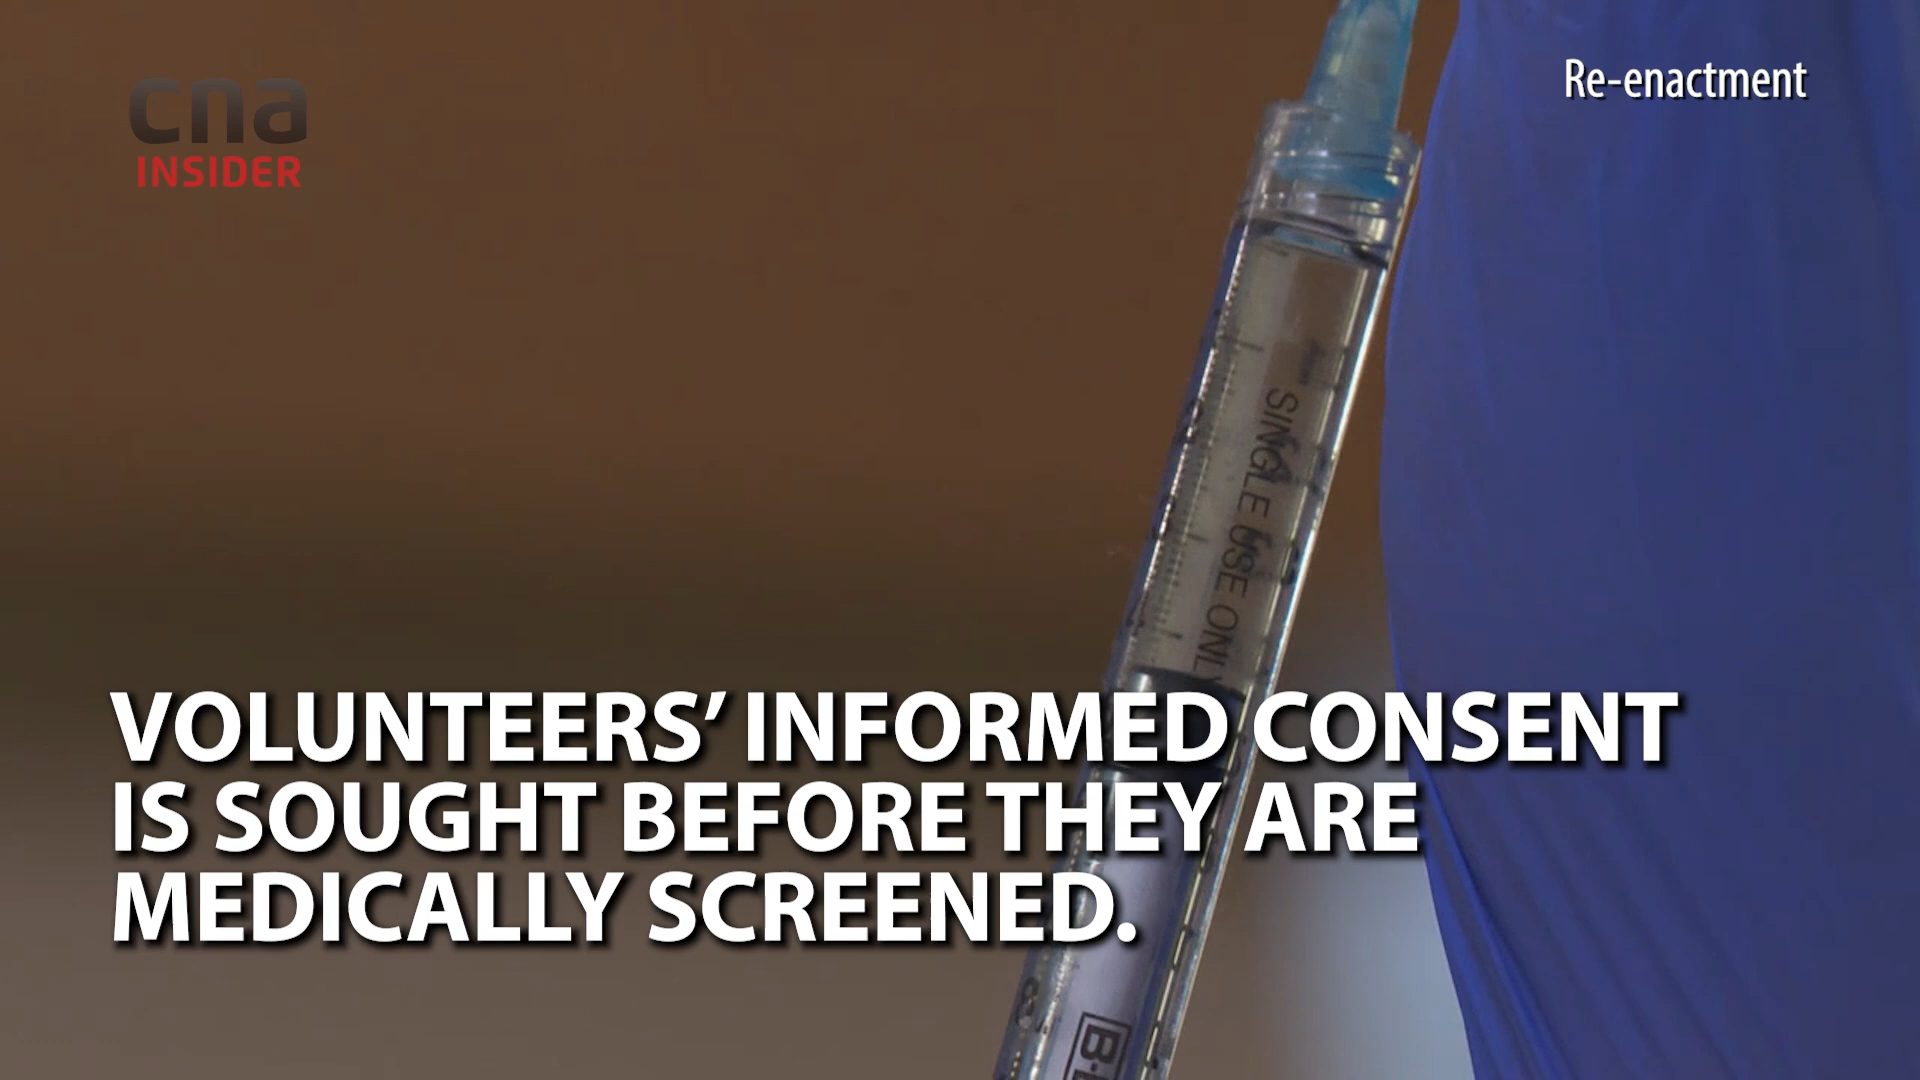 cna
INSIDER
Re-enactment
SINGLE USE ONLY
VOLUNTEERS’ INFORMED CONSENT
IS SOUGHT BEFORE THEY ARE
MEDICALLY SCREENED.